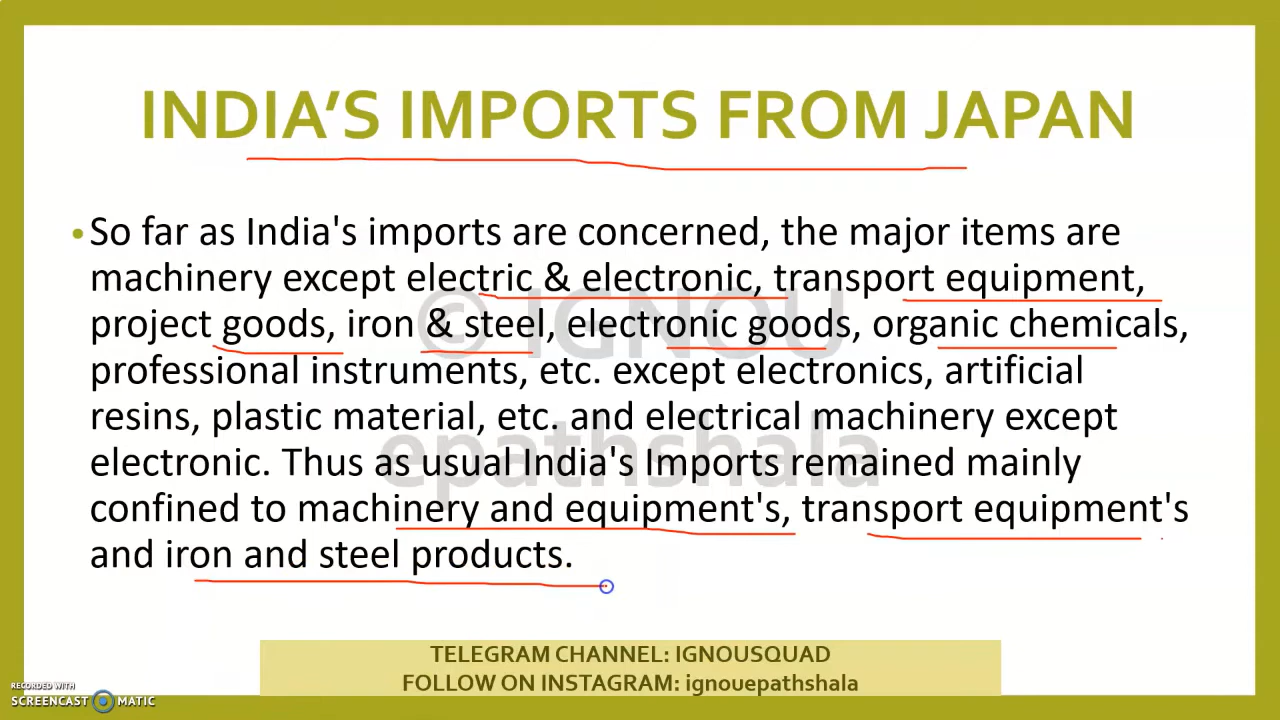 INDIA’S IMPORTS FROM JAPAN
•So far as India's imports are concerned, the major items are
machinery except electric & electronic, transport equipment,
project goods, iron & steel, electronic goods, organic chemicals,
professional instruments, etc. except electronics, artificial
resins, plastic material, etc. and electrical machinery except
electronic. Thus as usual India's Imports remained mainly
confined to machinery and equipment's, transport equipment's
and iron and steel products.
© IGNOU
epathshala
TELEGRAM CHANNEL: IGNOUSQUAD
FOLLOW ON INSTAGRAM: ignouepathshala
RECORDED WITH
SCREENCAST MATIC